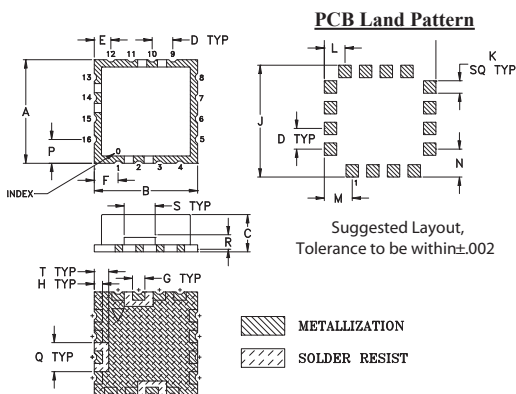 PCB Land Pattern
E
D TYP
12 11 10 9
13
14
15
16
8
7
6
5
A
P
0
1 2 3 4
INDEX
F
B
K
SQ TYP
L
J
D TYP
N
M
1
S TYP
C
R
Suggested Layout,
Tolerance to be within±.002
T TYP
H TYP
G TYP
Q TYP
METALLIZATION
SOLDER RESIST